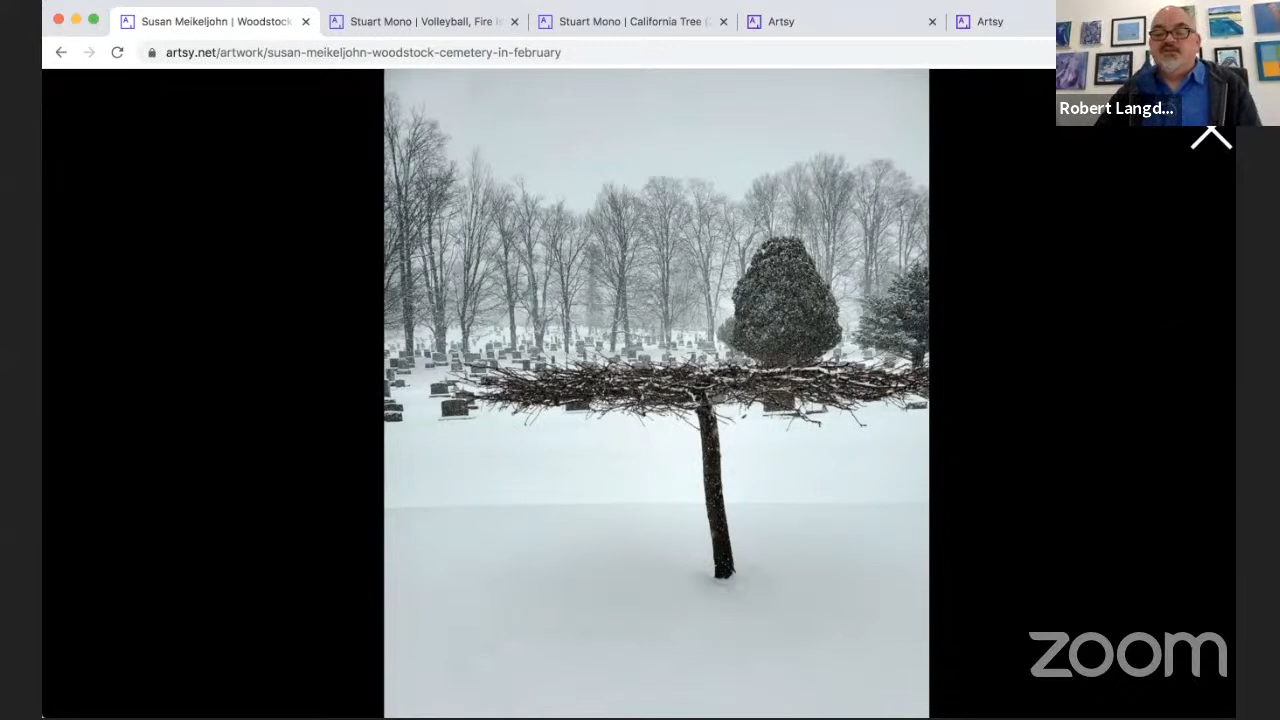 Susan Meikeljohn | Woodstock
Stuart Mono | Volleyball, Fire I
Stuart Mono | California Tree (
Artsy
Artsy
artsy.net/artwork/susan-meikeljohn-woodstock-cemetery-in-february
Robert Langd...
zoom